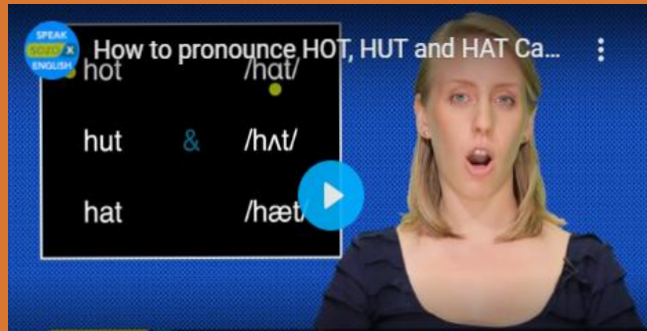 SPEAK
SOZO X
ENGLISH
How to pronounce HOT, HUT and HAT Ca...
hot /hɑt/
hut & /hʌt/
hat /hæt/